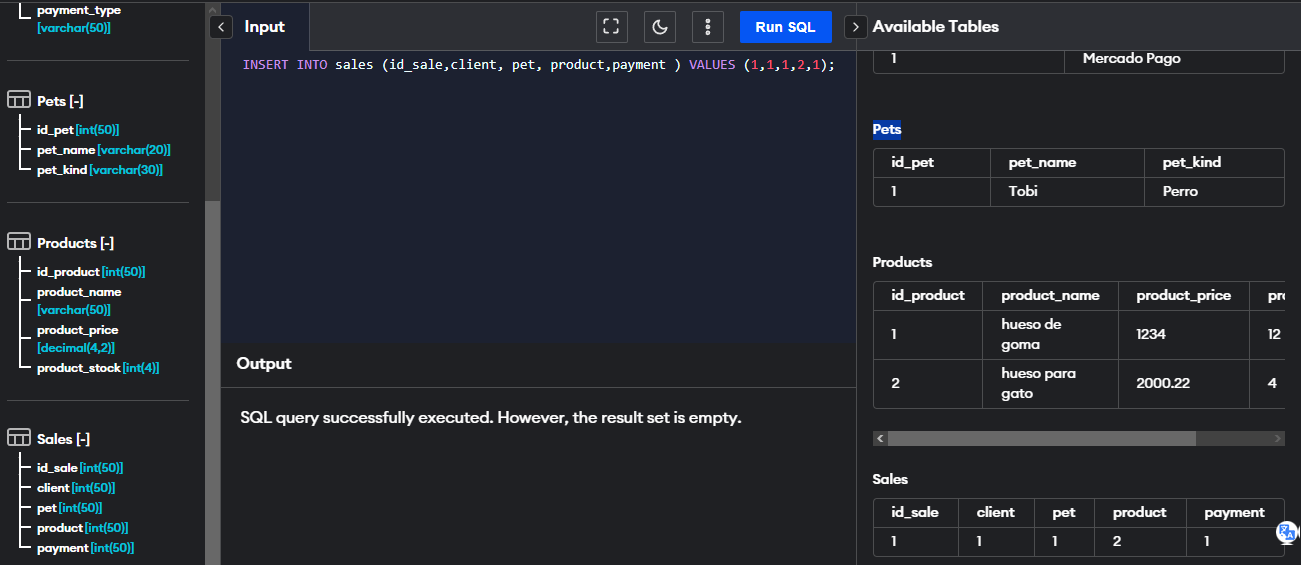 payment_type
[varchar(50)]
Pets [-]
id_pet [int(50)]
pet_name [varchar(20)]
pet_kind [varchar(30)]
Products [-]
id_product [int(50)]
product_name
[varchar(50)]
product_price
[decimal(4,2)]
product_stock [int(4)]
Sales [-]
id_sale [int(50)]
client [int(50)]
pet [int(50)]
product [int(50)]
payment [int(50)]
Input
Run SQL
INSERT INTO sales (id_sale,client, pet, product,payment ) VALUES (1,1,1,2,1);
Output
SQL query successfully executed. However, the result set is empty.
Available Tables
1 Mercado Pago
Pets
id_pet pet_name pet_kind
1 Tobi Perro
Products
id_product product_name product_price
1 hueso de goma 1234 12
2 hueso para gato 2000.22 4
Sales
id_sale client pet product payment
1 1 1 2 1